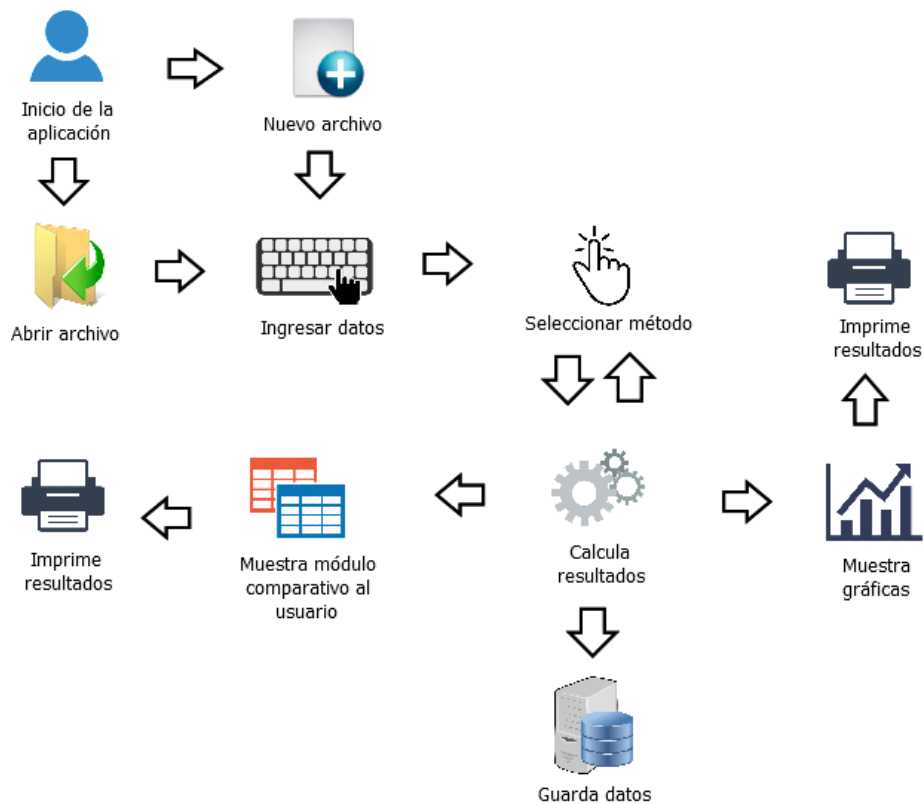 Inicio de la
aplicación
Nuevo archivo
Abrir archivo
Ingresar datos
Seleccionar método
Imprime
resultados
Imprime
resultados
Muestra módulo
comparativo al
usuario
Calcula
resultados
Muestra
gráficas
Guarda datos